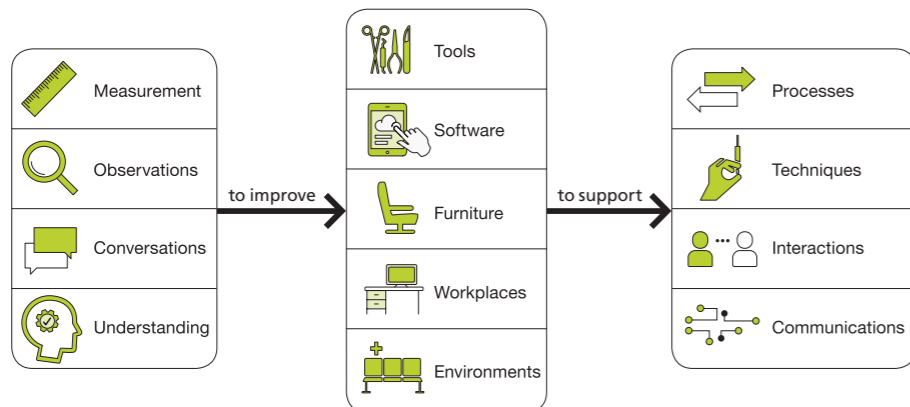 Measurement
Observations
Conversations
Understanding
to improve
Tools
Software
Furniture
Workplaces
Environments
to support
Processes
Techniques
Interactions
Communications